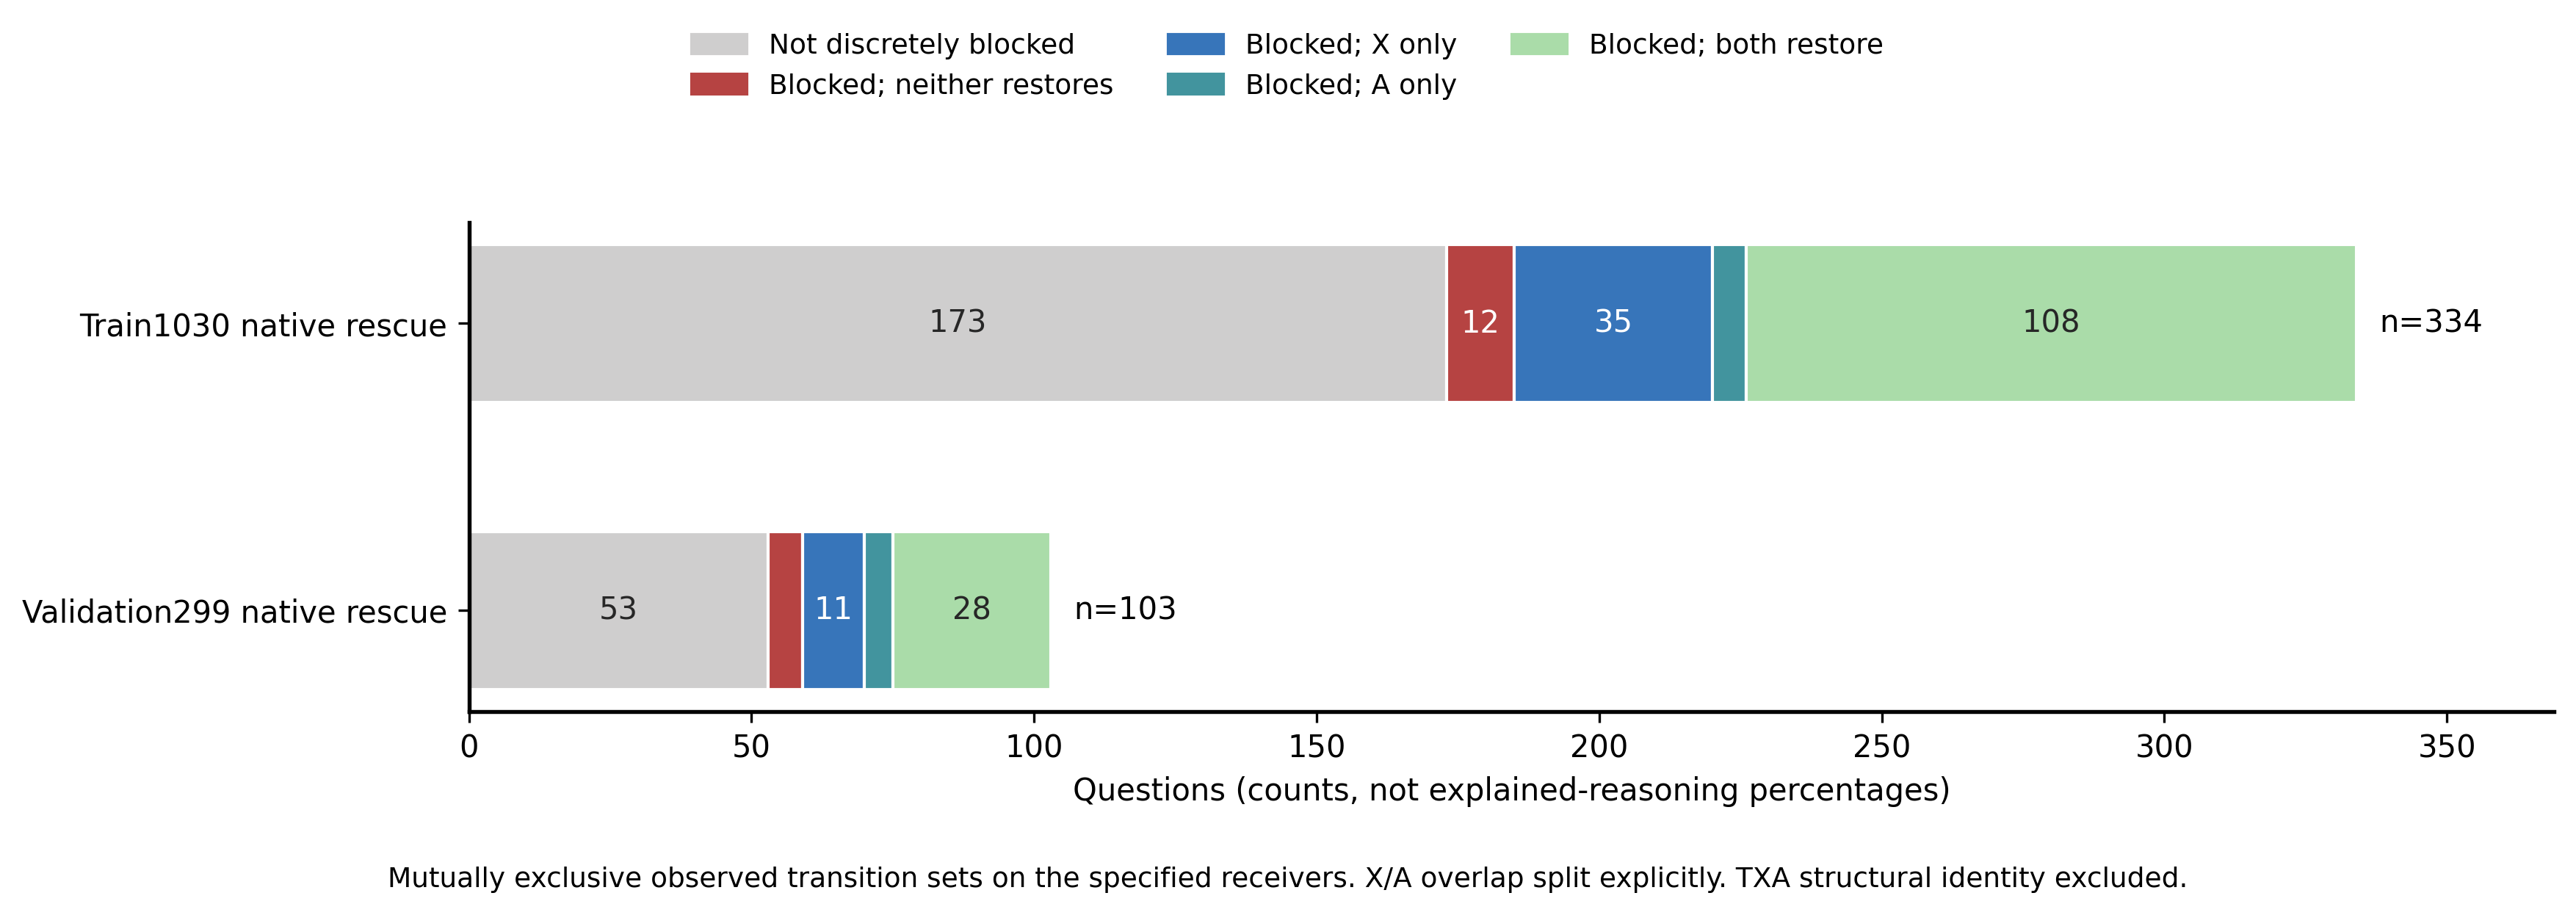 Not discretely blocked
Blocked; neither restores
Blocked; X only
Blocked; A only
Blocked; both restore
Train1030 native rescue
173
12
35
108
n=334
Validation299 native rescue
53
11
28
n=103
0 50 100 150 200 250 300 350
Questions (counts, not explained-reasoning percentages)
Mutually exclusive observed transition sets on the specified receivers. X/A overlap split explicitly. TXA structural identity excluded.